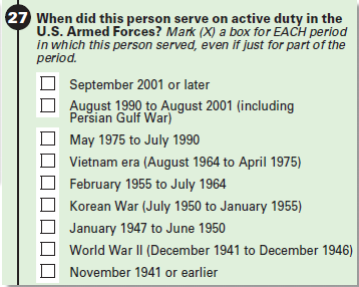 27 When did this person serve on active duty in the
U.S. Armed Forces? Mark (X) a box for EACH period
in which this person served, even if just for part of the
period.
September 2001 or later
August 1990 to August 2001 (including
Persian Gulf War)
May 1975 to July 1990
Vietnam era (August 1964 to April 1975)
February 1955 to July 1964
Korean War (July 1950 to January 1955)
January 1947 to June 1950
World War II (December 1941 to December 1946)
November 1941 or earlier